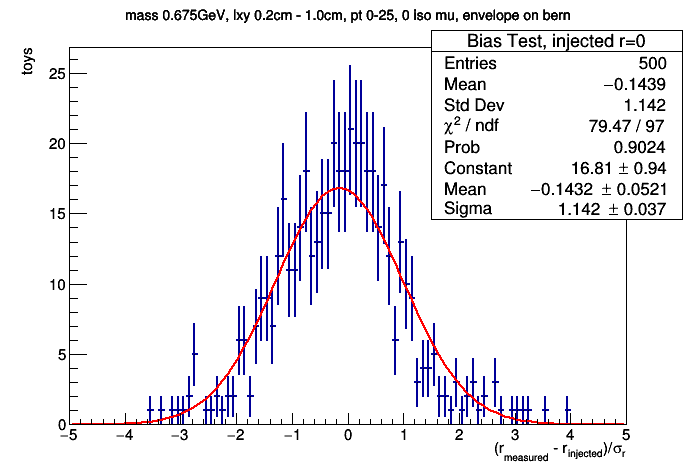 mass 0.675GeV, lxy 0.2cm - 1.0cm, pt 0-25, 0 Iso mu, envelope on bern
toys
Bias Test, injected r=0
Entries 500
Mean −0.1439
Std Dev 1.142
χ² / ndf 79.47 / 97
Prob 0.9024
Constant 16.81 ± 0.94
Mean −0.1432 ± 0.0521
Sigma 1.142 ± 0.037
25
20
15
10
5
0
−5 −4 −3 −2 −1 0 1 2 3 4 5
(r_measured - r_injected)/σ_r